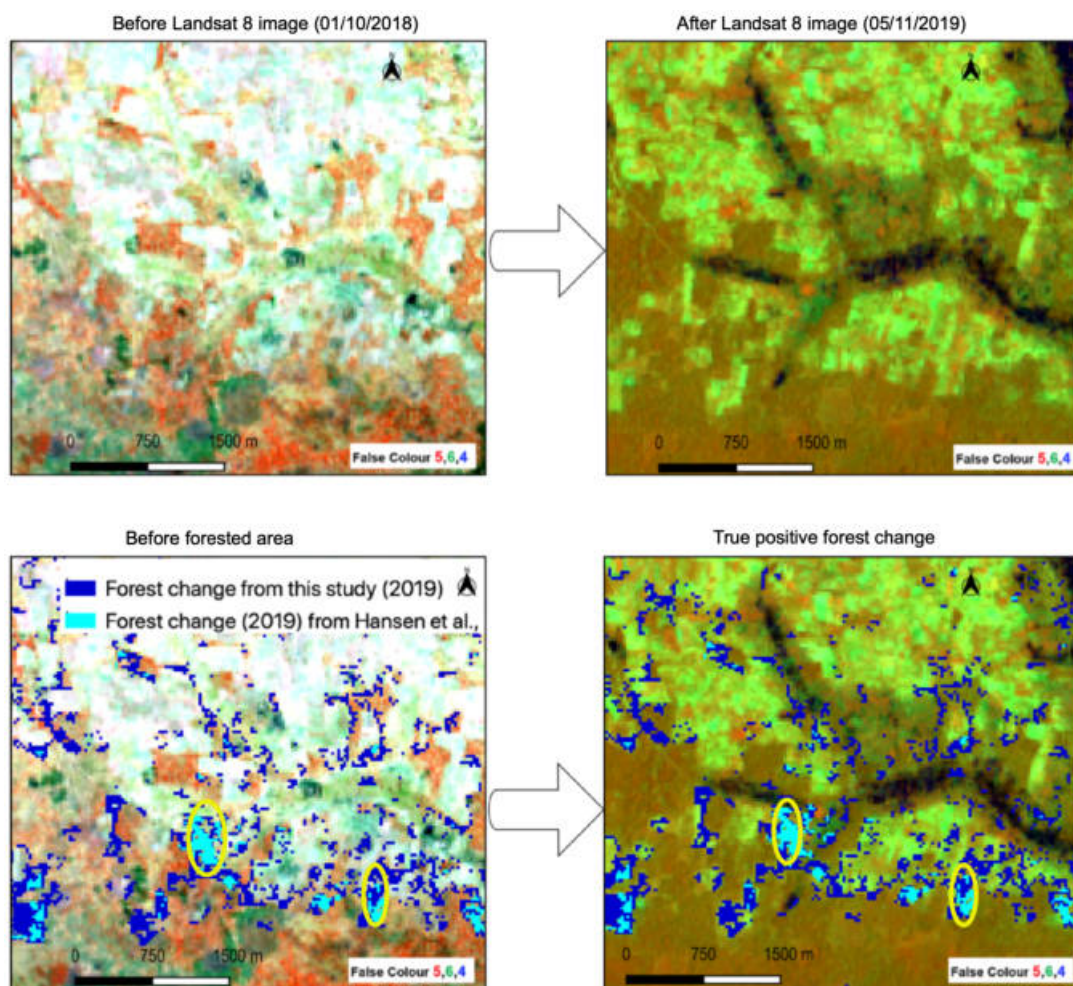 Before Landsat 8 image (01/10/2018)
After Landsat 8 image (05/11/2019)
N
N
0 750 1500 m
False Colour 5,6,4
0 750 1500 m
False Colour 5,6,4
Before forested area
True positive forest change
Forest change from this study (2019)
Forest change (2019) from Hansen et al.,
N
N
0 750 1500 m
False Colour 5,6,4
0 750 1500 m
False Colour 5,6,4